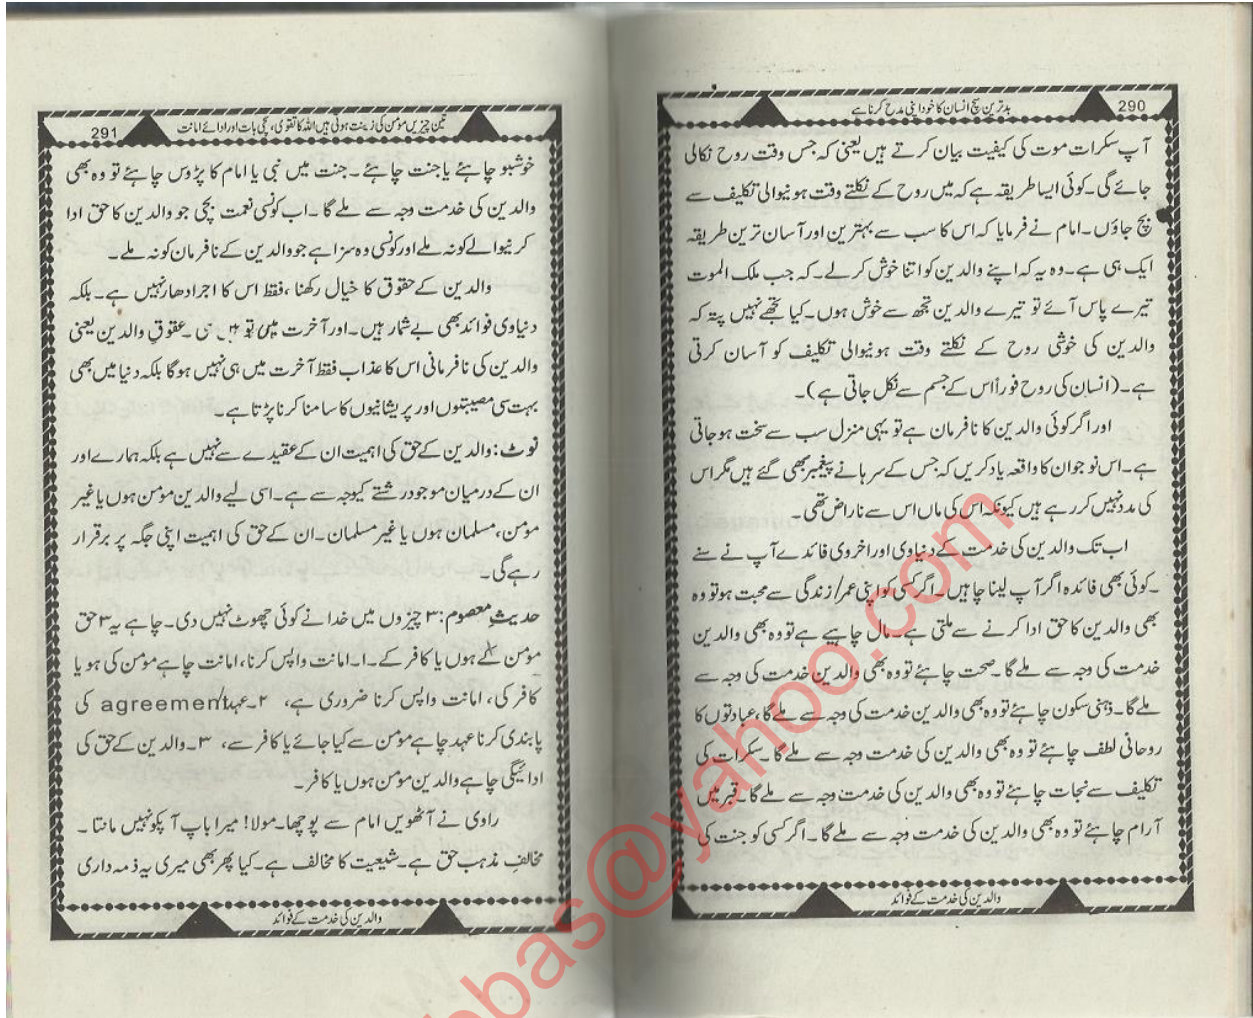 290
بدترین سچ انسان کا خود اپنی مدح کرنا ہے
آپ سکرات موت کی کیفیت بیان کرتے ہیں یعنی کہ جس وقت روح نکالی
جائے گی۔ کوئی ایسا طریقہ ہے کہ میں روح کے نکلتے وقت ہونیوالی تکلیف سے
بچ جاؤں۔ امام نے فرمایا کہ اس کا سب سے بہترین اور آسان ترین طریقہ
ایک ہی ہے۔ وہ یہ کہ اپنے والدین کو اتنا خوش کرلے۔ کہ جب ملک الموت
تیرے پاس آئے تو تیرے والدین تجھ سے خوش ہوں۔ کیا تجھے نہیں پتہ کہ
والدین کی خوشی روح کے نکلتے وقت ہونیوالی تکلیف کو آسان کرتی
ہے۔ (انسان کی روح فوراً اس کے جسم سے نکل جاتی ہے)۔
اور اگر کوئی والدین کا نافرمان ہے تو یہی منزل سب سے سخت ہو جاتی
ہے۔ اس نوجوان کا واقعہ یاد کریں کہ جس کے سرہانے پیغمبر بھی گئے ہیں مگر اس
کی مدد نہیں کر رہے ہیں کیونکہ اس کی ماں اس سے ناراض تھی۔
اب تک والدین کی خدمت کے دنیاوی اور اخروی فائدے آپ نے سنے
۔ کوئی بھی فائدہ اگر آپ لینا چاہیں۔ اگر کسی کو اپنی عمر/زندگی سے محبت ہو تو وہ
بھی والدین کا حق ادا کرنے سے ملتی ہے۔ مال چاہیے ہے تو وہ بھی والدین
خدمت کی وجہ سے ملے گا۔ صحت چاہئے تو وہ بھی والدین خدمت کی وجہ سے
ملے گا۔ ذہنی سکون چاہئے تو وہ بھی والدین خدمت کی وجہ سے ملے گا، عبادتوں کا
روحانی لطف چاہئے تو وہ بھی والدین کی خدمت وجہ سے ملے گا۔ سکرات کی
تکلیف سے نجات چاہئے تو وہ بھی والدین کی خدمت وجہ سے ملے گا۔ قبر میں
آرام چاہئے تو وہ بھی والدین کی خدمت وجہ سے ملے گا۔ اگر کسی کو جنت کی
والدین کی خدمت کے فوائد
291
تین چیزیں مومن کی زینت ہوتی ہیں اللہ کا تقوی، سچی بات اور ادائے امانت
خوشبو چاہئے یا جنت چاہئے۔ جنت میں نبی یا امام کا پڑوس چاہئے تو وہ بھی
والدین کی خدمت وجہ سے ملے گا۔ اب کونسی نعمت بچی جو والدین کا حق ادا
کرنیوالے کو نہ ملے اور کونسی وہ سزا ہے جو والدین کے نافرمان کو نہ ملے۔
والدین کے حقوق کا خیال رکھنا، فقط اس کا اجر ادھار نہیں ہے۔ بلکہ
دنیاوی فوائد بھی بے شمار ہیں۔ اور آخرت میں تو ہیں ہی۔ عقوقِ والدین یعنی
والدین کی نافرمانی اس کا عذاب فقط آخرت میں ہی نہیں ہوگا بلکہ دنیا میں بھی
بہت سی مصیبتوں اور پریشانیوں کا سامنا کرنا پڑتا ہے۔
نوٹ: والدین کے حق کی اہمیت ان کے عقیدے سے نہیں ہے بلکہ ہمارے اور
ان کے درمیان موجود رشتے کیوجہ سے ہے۔ اسی لیے والدین مومن ہوں یا غیر
مومن، مسلمان ہوں یا غیر مسلمان۔ ان کے حق کی اہمیت اپنی جگہ پر برقرار
رہے گی۔
حدیثِ معصوم: ۳ چیزوں میں خدا نے کوئی چھوٹ نہیں دی۔ چاہے یہ ۳ حق
مومن کے ہوں یا کافر کے۔ ۱۔ امانت واپس کرنا، امانت چاہے مومن کی ہو یا
کافر کی، امانت واپس کرنا ضروری ہے، ۲۔ عہد/agreement کی
پابندی کرنا عہد چاہے مومن سے کیا جائے یا کافر سے، ۳۔ والدین کے حق کی
ادائیگی چاہے والدین مومن ہوں یا کافر۔
راوی نے آٹھویں امام سے پوچھا۔ مولا! میرا باپ آپکو نہیں مانتا۔
مخالفِ مذہب حق ہے۔ شیعیت کا مخالف ہے۔ کیا پھر بھی میری یہ ذمہ داری
والدین کی خدمت کے فوائد
bbas@yahoo.com